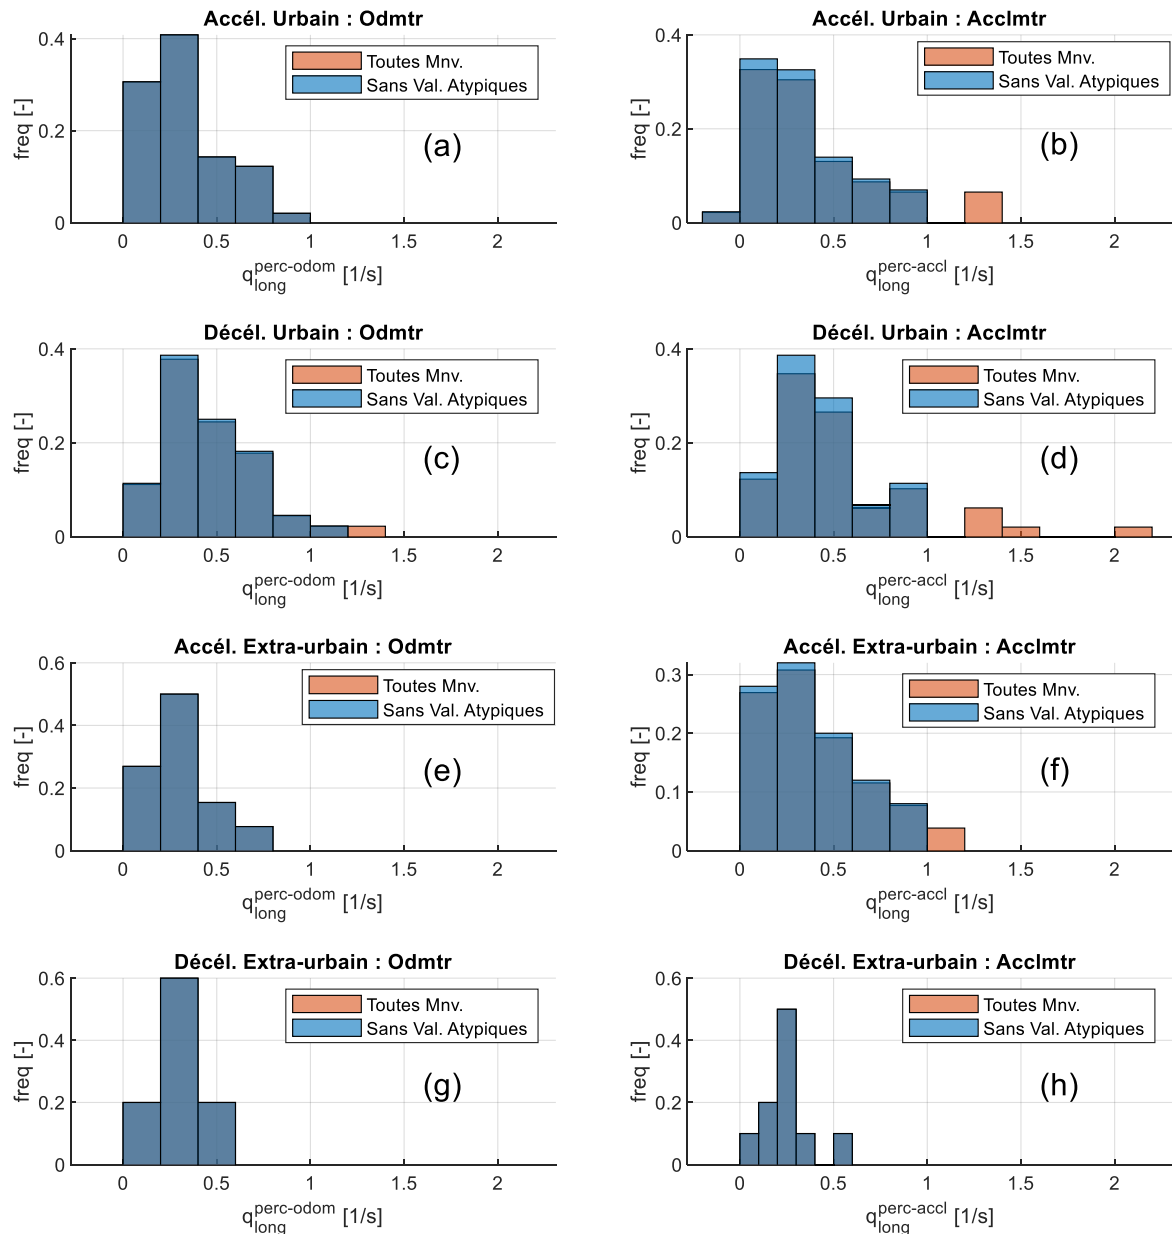 Accél. Urbain : Odmtr
0.4
0.2
0
freq [-]
Toutes Mnv.
Sans Val. Atypiques
(a)
0 0.5 1 1.5 2
q_long^perc-odom [1/s]
Accél. Urbain : Acclmtr
0.4
0.2
0
freq [-]
Toutes Mnv.
Sans Val. Atypiques
(b)
0 0.5 1 1.5 2
q_long^perc-accl [1/s]
Décél. Urbain : Odmtr
0.4
0.2
0
freq [-]
Toutes Mnv.
Sans Val. Atypiques
(c)
0 0.5 1 1.5 2
q_long^perc-odom [1/s]
Décél. Urbain : Acclmtr
0.4
0.2
0
freq [-]
Toutes Mnv.
Sans Val. Atypiques
(d)
0 0.5 1 1.5 2
q_long^perc-accl [1/s]
Accél. Extra-urbain : Odmtr
0.6
0.4
0.2
0
freq [-]
Toutes Mnv.
Sans Val. Atypiques
(e)
0 0.5 1 1.5 2
q_long^perc-odom [1/s]
Accél. Extra-urbain : Acclmtr
0.3
0.2
0.1
0
freq [-]
Toutes Mnv.
Sans Val. Atypiques
(f)
0 0.5 1 1.5 2
q_long^perc-accl [1/s]
Décél. Extra-urbain : Odmtr
0.6
0.4
0.2
0
freq [-]
Toutes Mnv.
Sans Val. Atypiques
(g)
0 0.5 1 1.5 2
q_long^perc-odom [1/s]
Décél. Extra-urbain : Acclmtr
0.6
0.4
0.2
0
freq [-]
Toutes Mnv.
Sans Val. Atypiques
(h)
0 0.5 1 1.5 2
q_long^perc-accl [1/s]